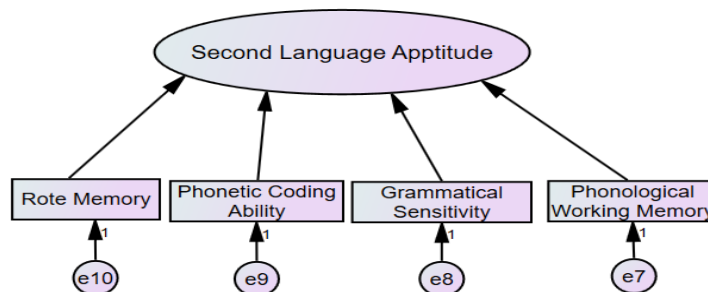 Second Language Apptitude
Rote Memory
Phonetic Coding
Ability
Grammatical
Sensitivity
Phonological
Working Memory
1
1
1
1
e10
e9
e8
e7